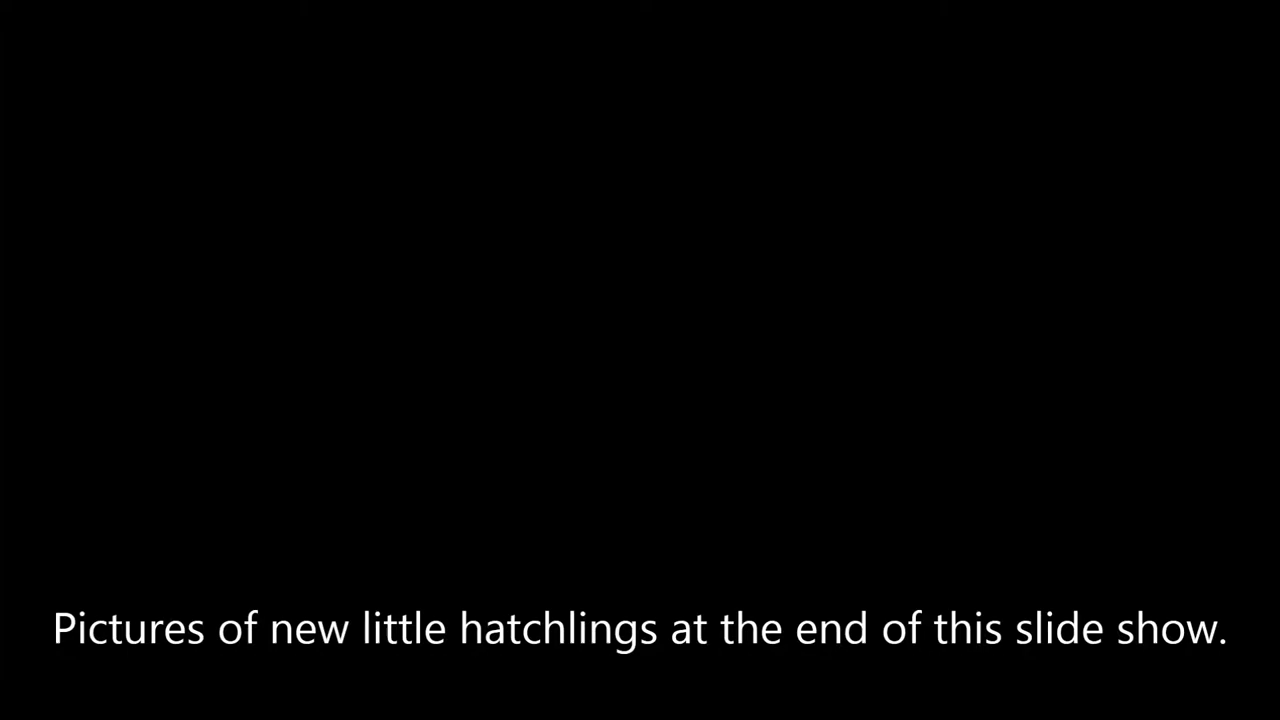 Pictures of new little hatchlings at the end of this slide show.